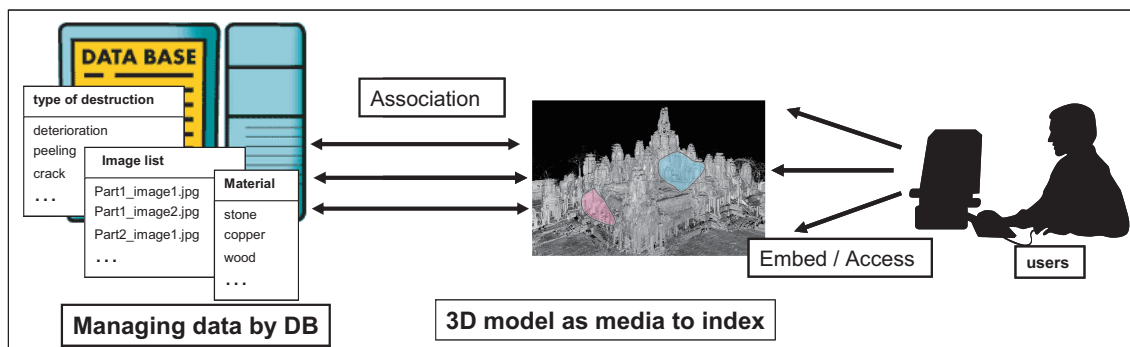 DATA BASE
type of destruction
deterioration
peeling
crack
...
Image list
Part1_image1.jpg
Part1_image2.jpg
Part2_image1.jpg
...
Material
stone
copper
wood
...
Managing data by DB
Association
3D model as media to index
Embed / Access
users